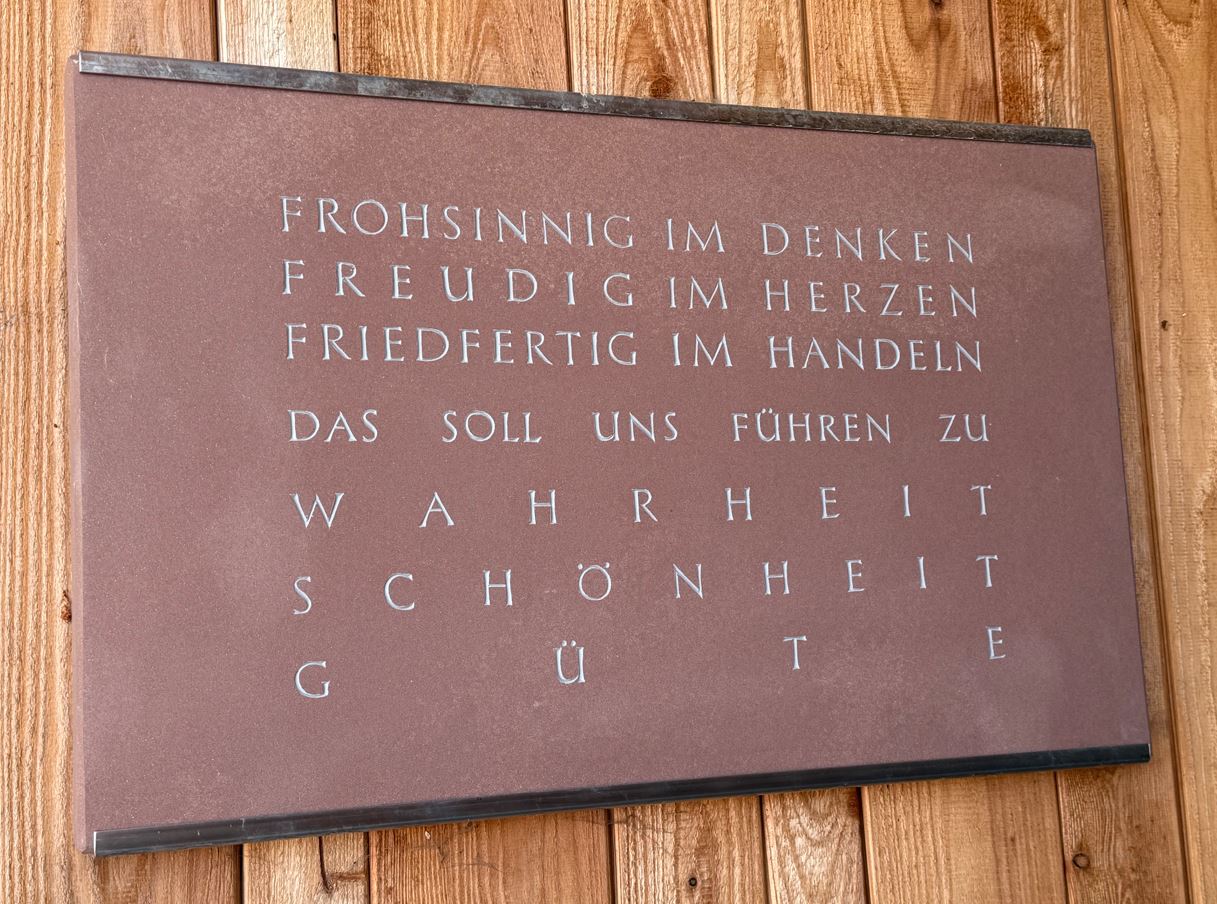 FROHSINNIG IM DENKEN
FREUDIG IM HERZEN
FRIEDFERTIG IM HANDELN
DAS SOLL UNS FÜHREN ZU
WAHRHEIT
SCHÖNHEIT
GÜTE